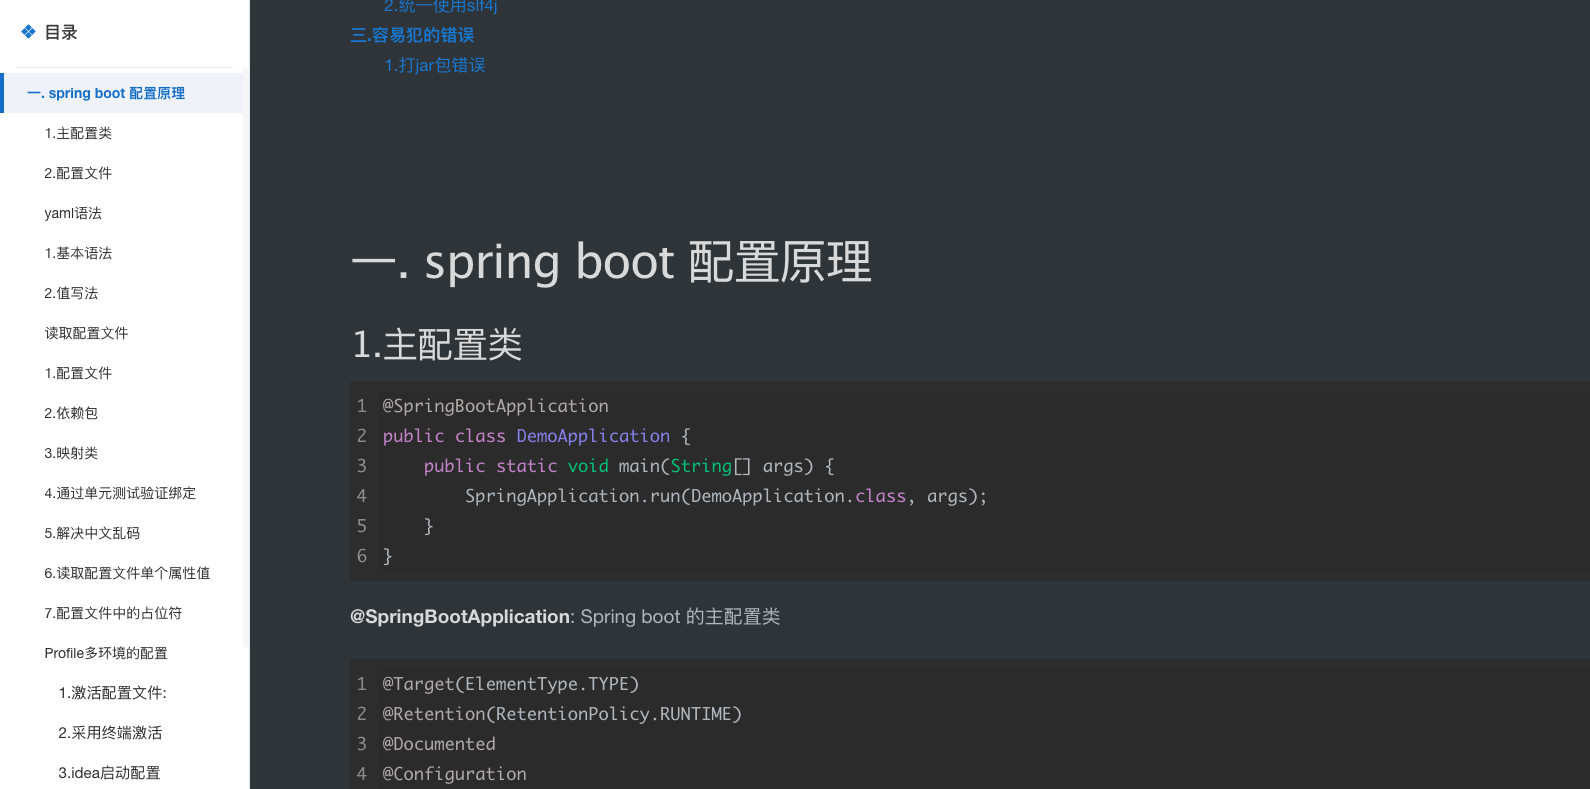 目录
一. spring boot 配置原理
1.主配置类
2.配置文件
yaml语法
1.基本语法
2.值写法
读取配置文件
1.配置文件
2.依赖包
3.映射类
4.通过单元测试验证绑定
5.解决中文乱码
6.读取配置文件单个属性值
7.配置文件中的占位符
Profile多环境的配置
1.激活配置文件:
2.采用终端激活
3.idea启动配置
2.统一使用slf4j
三.容易犯的错误
1.打jar包错误
一. spring boot 配置原理
1.主配置类
1 @SpringBootApplication
2 public class DemoApplication {
3     public static void main(String[] args) {
4         SpringApplication.run(DemoApplication.class, args);
5     }
6 }
@SpringBootApplication: Spring boot 的主配置类
1 @Target(ElementType.TYPE)
2 @Retention(RetentionPolicy.RUNTIME)
3 @Documented
4 @Configuration